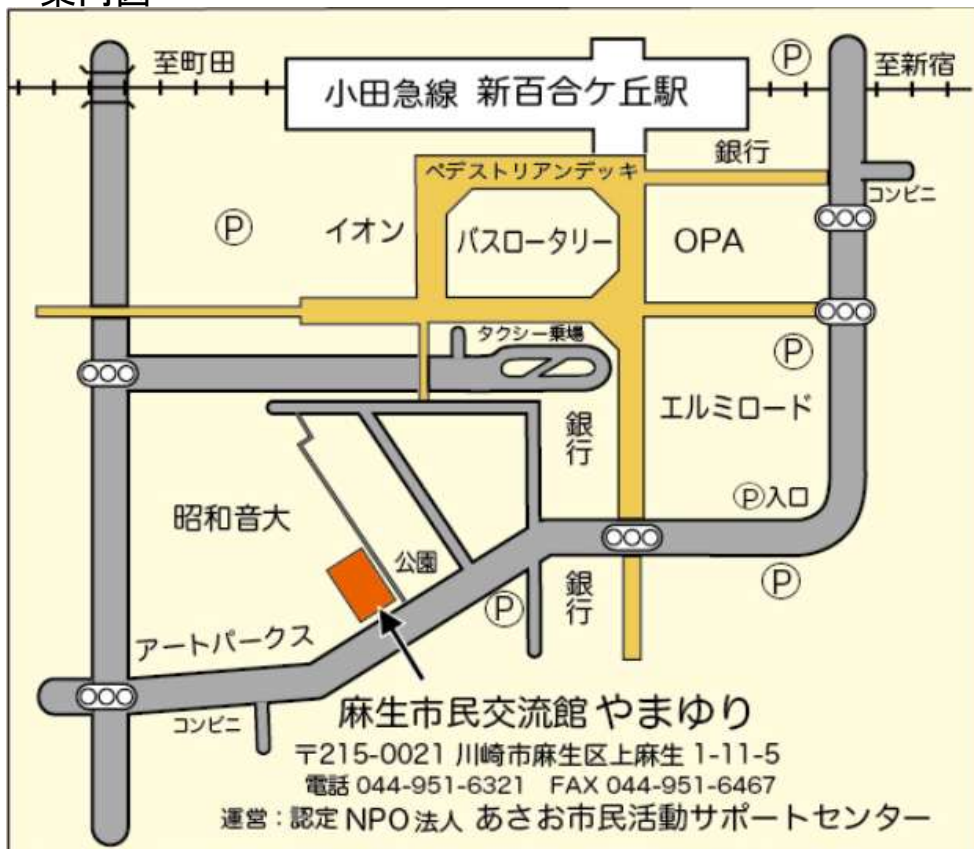 案内図
至町田
小田急線 新百合ケ丘駅
Ⓟ
至新宿
銀行
ペデストリアンデッキ
コンビニ
Ⓟ
イオン
バスロータリー
OPA
タクシー乗場
Ⓟ
エルミロード
銀行
Ⓟ入口
昭和音大
公園
Ⓟ
銀行
Ⓟ
アートパークス
コンビニ
麻生市民交流館 やまゆり
〒215-0021 川崎市麻生区上麻生 1-11-5
電話 044-951-6321 FAX 044-951-6467
運営：認定 NPO 法人 あさお市民活動サポートセンター